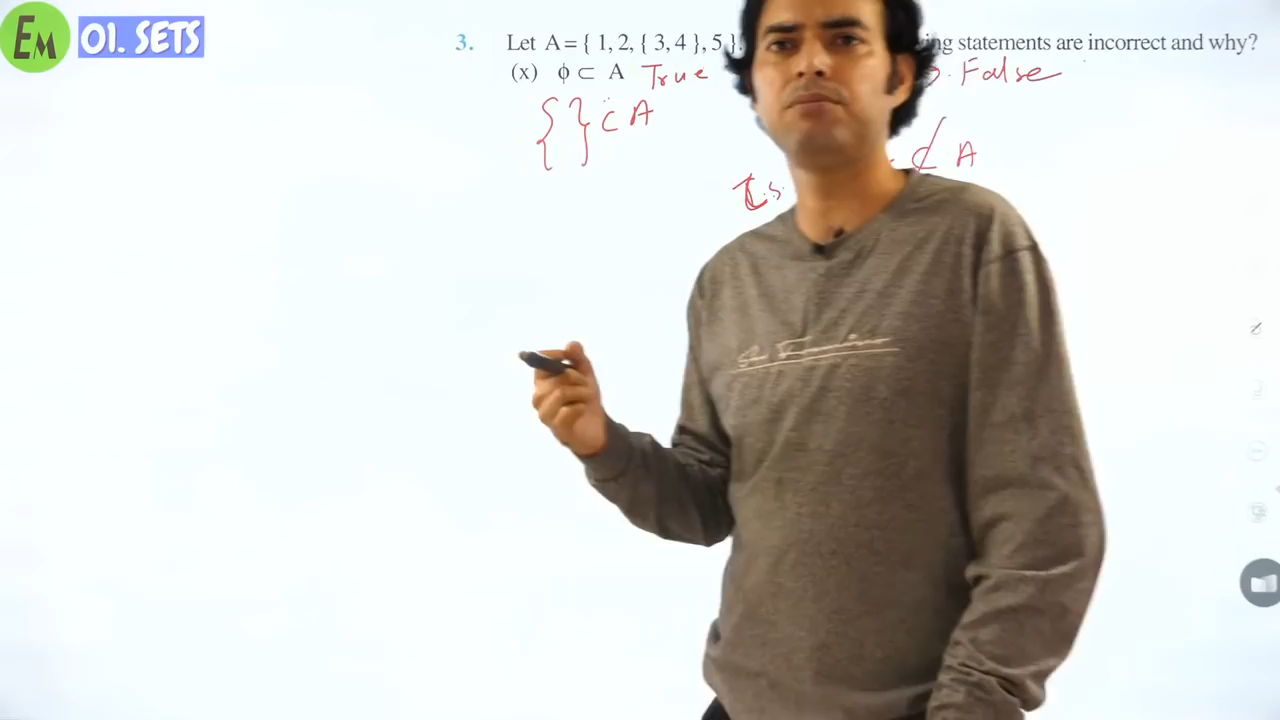 EM 01. SETS
3. Let A = { 1, 2, { 3, 4 }, 5 }. ing statements are incorrect and why?
(x) ϕ ⊂ A True False
{ } ⊂ A
⊄ A